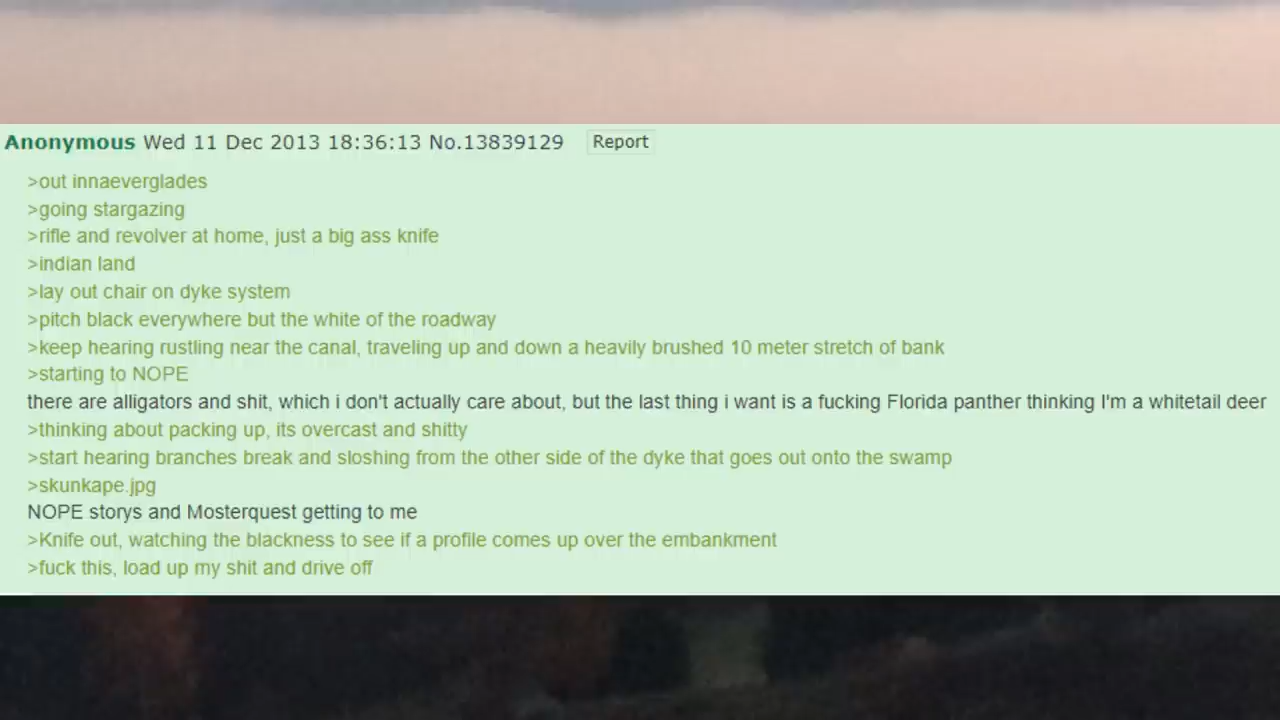 Anonymous Wed 11 Dec 2013 18:36:13 No.13839129 Report
>out innaeverglades
>going stargazing
>rifle and revolver at home, just a big ass knife
>indian land
>lay out chair on dyke system
>pitch black everywhere but the white of the roadway
>keep hearing rustling near the canal, traveling up and down a heavily brushed 10 meter stretch of bank
>starting to NOPE
there are alligators and shit, which i don't actually care about, but the last thing i want is a fucking Florida panther thinking I'm a whitetail deer
>thinking about packing up, its overcast and shitty
>start hearing branches break and sloshing from the other side of the dyke that goes out onto the swamp
>skunkape.jpg
NOPE storys and Mosterquest getting to me
>Knife out, watching the blackness to see if a profile comes up over the embankment
>fuck this, load up my shit and drive off